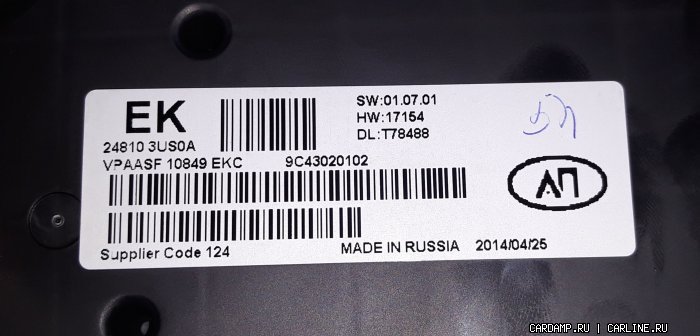 EK
SW:01.07.01
HW:17154
24810 3US0A
DL:T78488
VPAASF 10849 EKC 9C43020102
Supplier Code 124 MADE IN RUSSIA 2014/04/25
CARDAMP.RU | CARLINE.RU